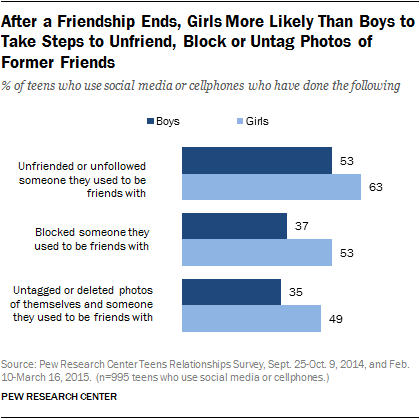 After a Friendship Ends, Girls More Likely Than Boys to
Take Steps to Unfriend, Block or Untag Photos of
Former Friends
% of teens who use social media or cellphones who have done the following
Boys Girls
Unfriended or unfollowed
someone they used to be
friends with
53
63
Blocked someone they
used to be friends with
37
53
Untagged or deleted photos
of themselves and someone
they used to be friends with
35
49
Source: Pew Research Center Teens Relationships Survey, Sept. 25-Oct. 9, 2014, and Feb.
10-March 16, 2015. (n=995 teens who use social media or cellphones.)
PEW RESEARCH CENTER